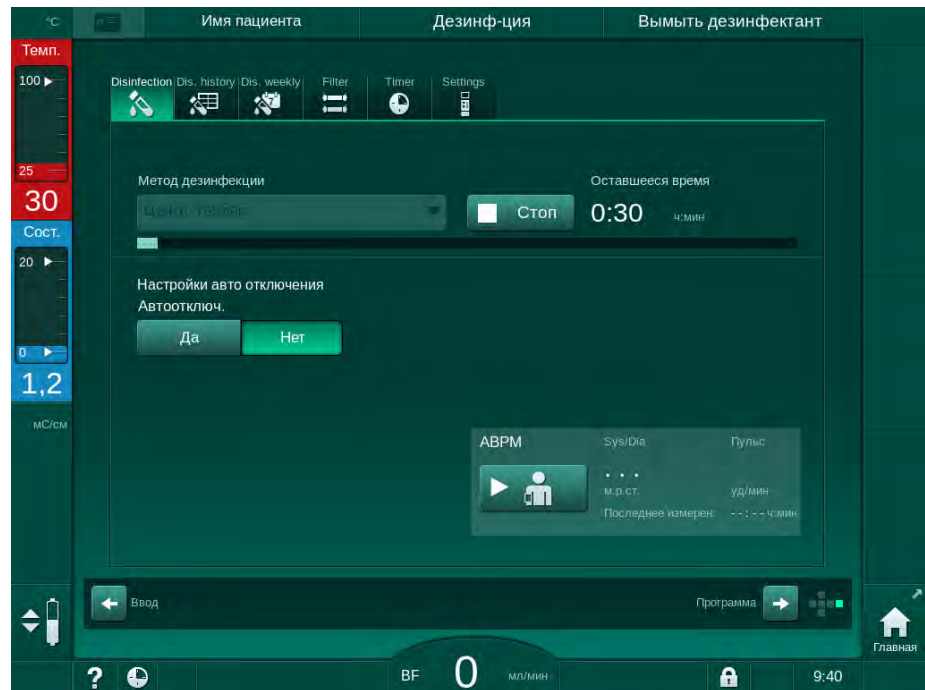 °C Имя пациента Дезинф-ция Вымыть дезинфектант
Темп.
100
25
30
Сост.
20
0
1,2
мС/см
Disinfection Dis. history Dis. weekly Filter Timer Settings
7
Метод дезинфекции Оставшееся время
Стоп 0:30 ч:мин
Настройки авто отключения
Автоотключ.
Да Нет
АВРМ Sys/Dia Пульс
м.р.ст. уд/мин
Последнее измерен: --:-- ч:мин
Ввод Программа
Главная
? BF 0 мл/мин 9:40